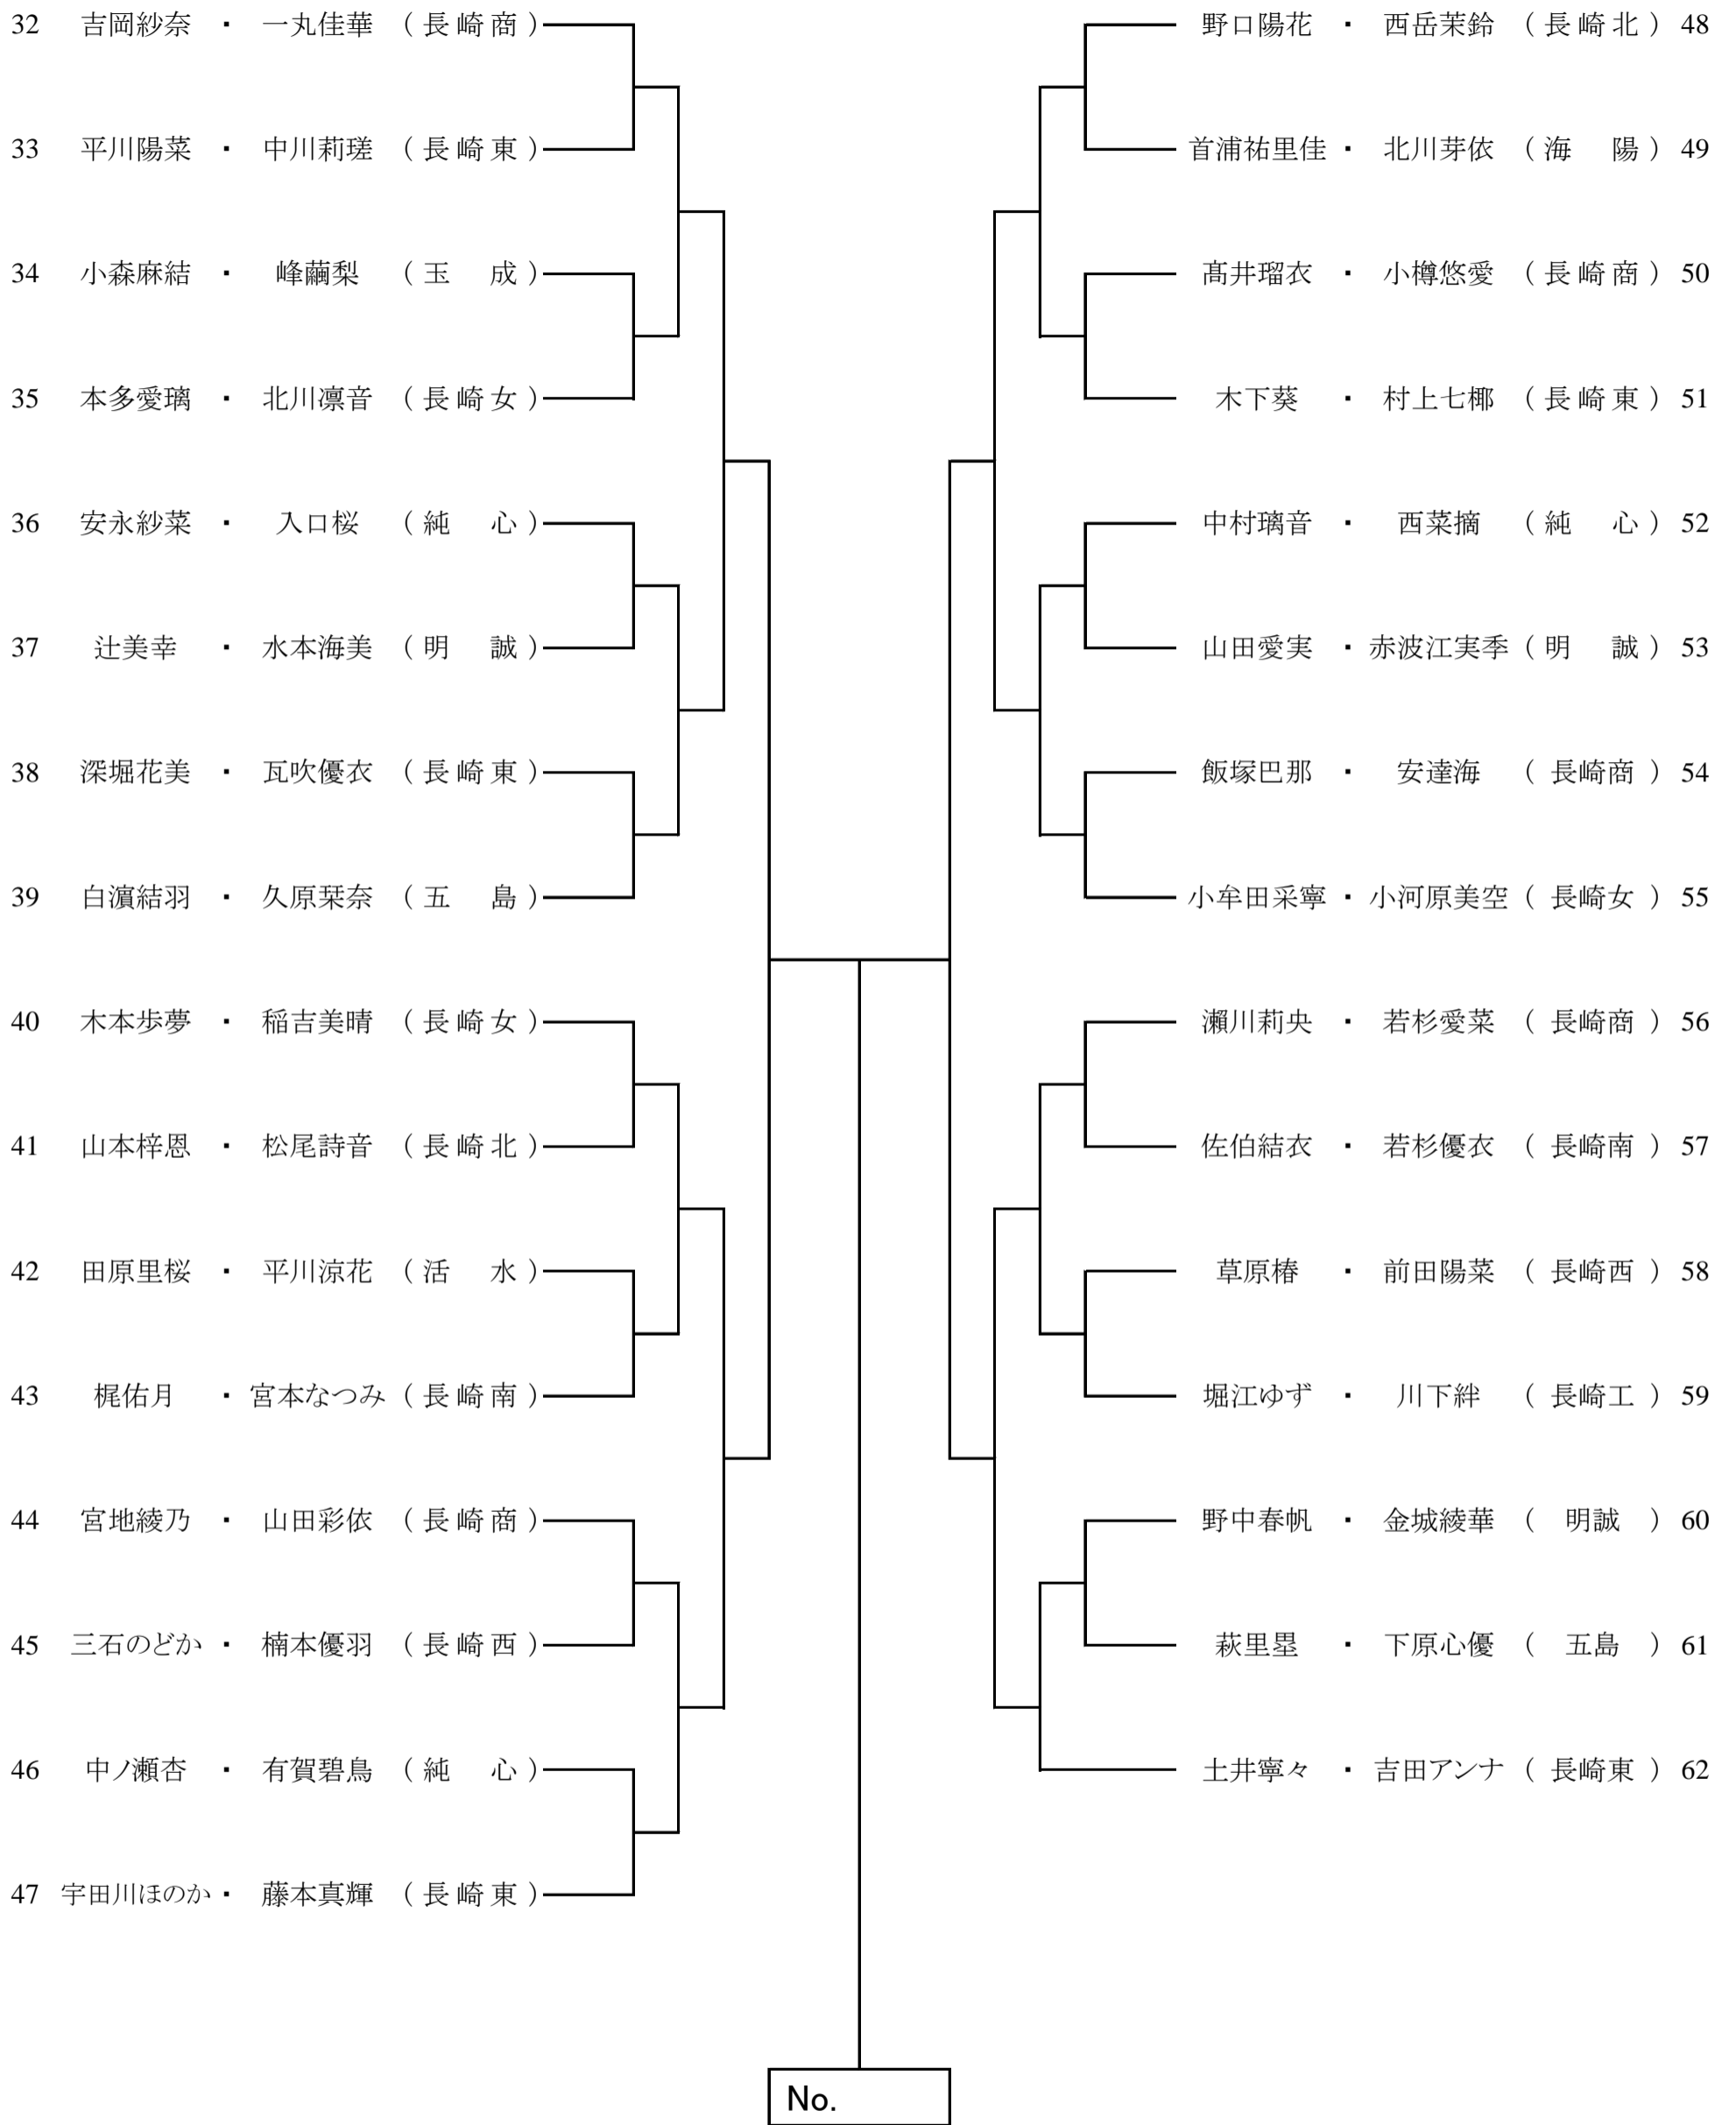 32 吉岡紗奈 ・ 一丸佳華 （長崎商）
33 平川陽菜 ・ 中川莉瑳 （長崎東）
34 小森麻結 ・ 峰繭梨 （玉　成）
35 本多愛璃 ・ 北川凛音 （長崎女）
36 安永紗菜 ・ 入口桜 （純　心）
37 辻美幸 ・ 水本海美 （明　誠）
38 深堀花美 ・ 瓦吹優衣 （長崎東）
39 白濵結羽 ・ 久原栞奈 （五　島）
40 木本歩夢 ・ 稲吉美晴 （長崎女）
41 山本梓恩 ・ 松尾詩音 （長崎北）
42 田原里桜 ・ 平川涼花 （活　水）
43 梶佑月 ・ 宮本なつみ （長崎南）
44 宮地綾乃 ・ 山田彩依 （長崎商）
45 三石のどか ・ 楠本優羽 （長崎西）
46 中ノ瀬杏 ・ 有賀碧鳥 （純　心）
47 宇田川ほのか ・ 藤本真輝 （長崎東）
野口陽花 ・ 西岳茉鈴 （長崎北） 48
首浦祐里佳 ・ 北川芽依 （海　陽） 49
髙井瑠衣 ・ 小樽悠愛 （長崎商） 50
木下葵 ・ 村上七椰 （長崎東） 51
中村璃音 ・ 西菜摘 （純　心） 52
山田愛実 ・ 赤波江実季 （明　誠） 53
飯塚巴那 ・ 安達海 （長崎商） 54
小牟田采寧 ・ 小河原美空 （長崎女） 55
瀬川莉央 ・ 若杉愛菜 （長崎商） 56
佐伯結衣 ・ 若杉優衣 （長崎南） 57
草原椿 ・ 前田陽菜 （長崎西） 58
堀江ゆず ・ 川下絆 （長崎工） 59
野中春帆 ・ 金城綾華 （明誠） 60
萩里塁 ・ 下原心優 （五島） 61
土井寧々 ・ 吉田アンナ （長崎東） 62
No.